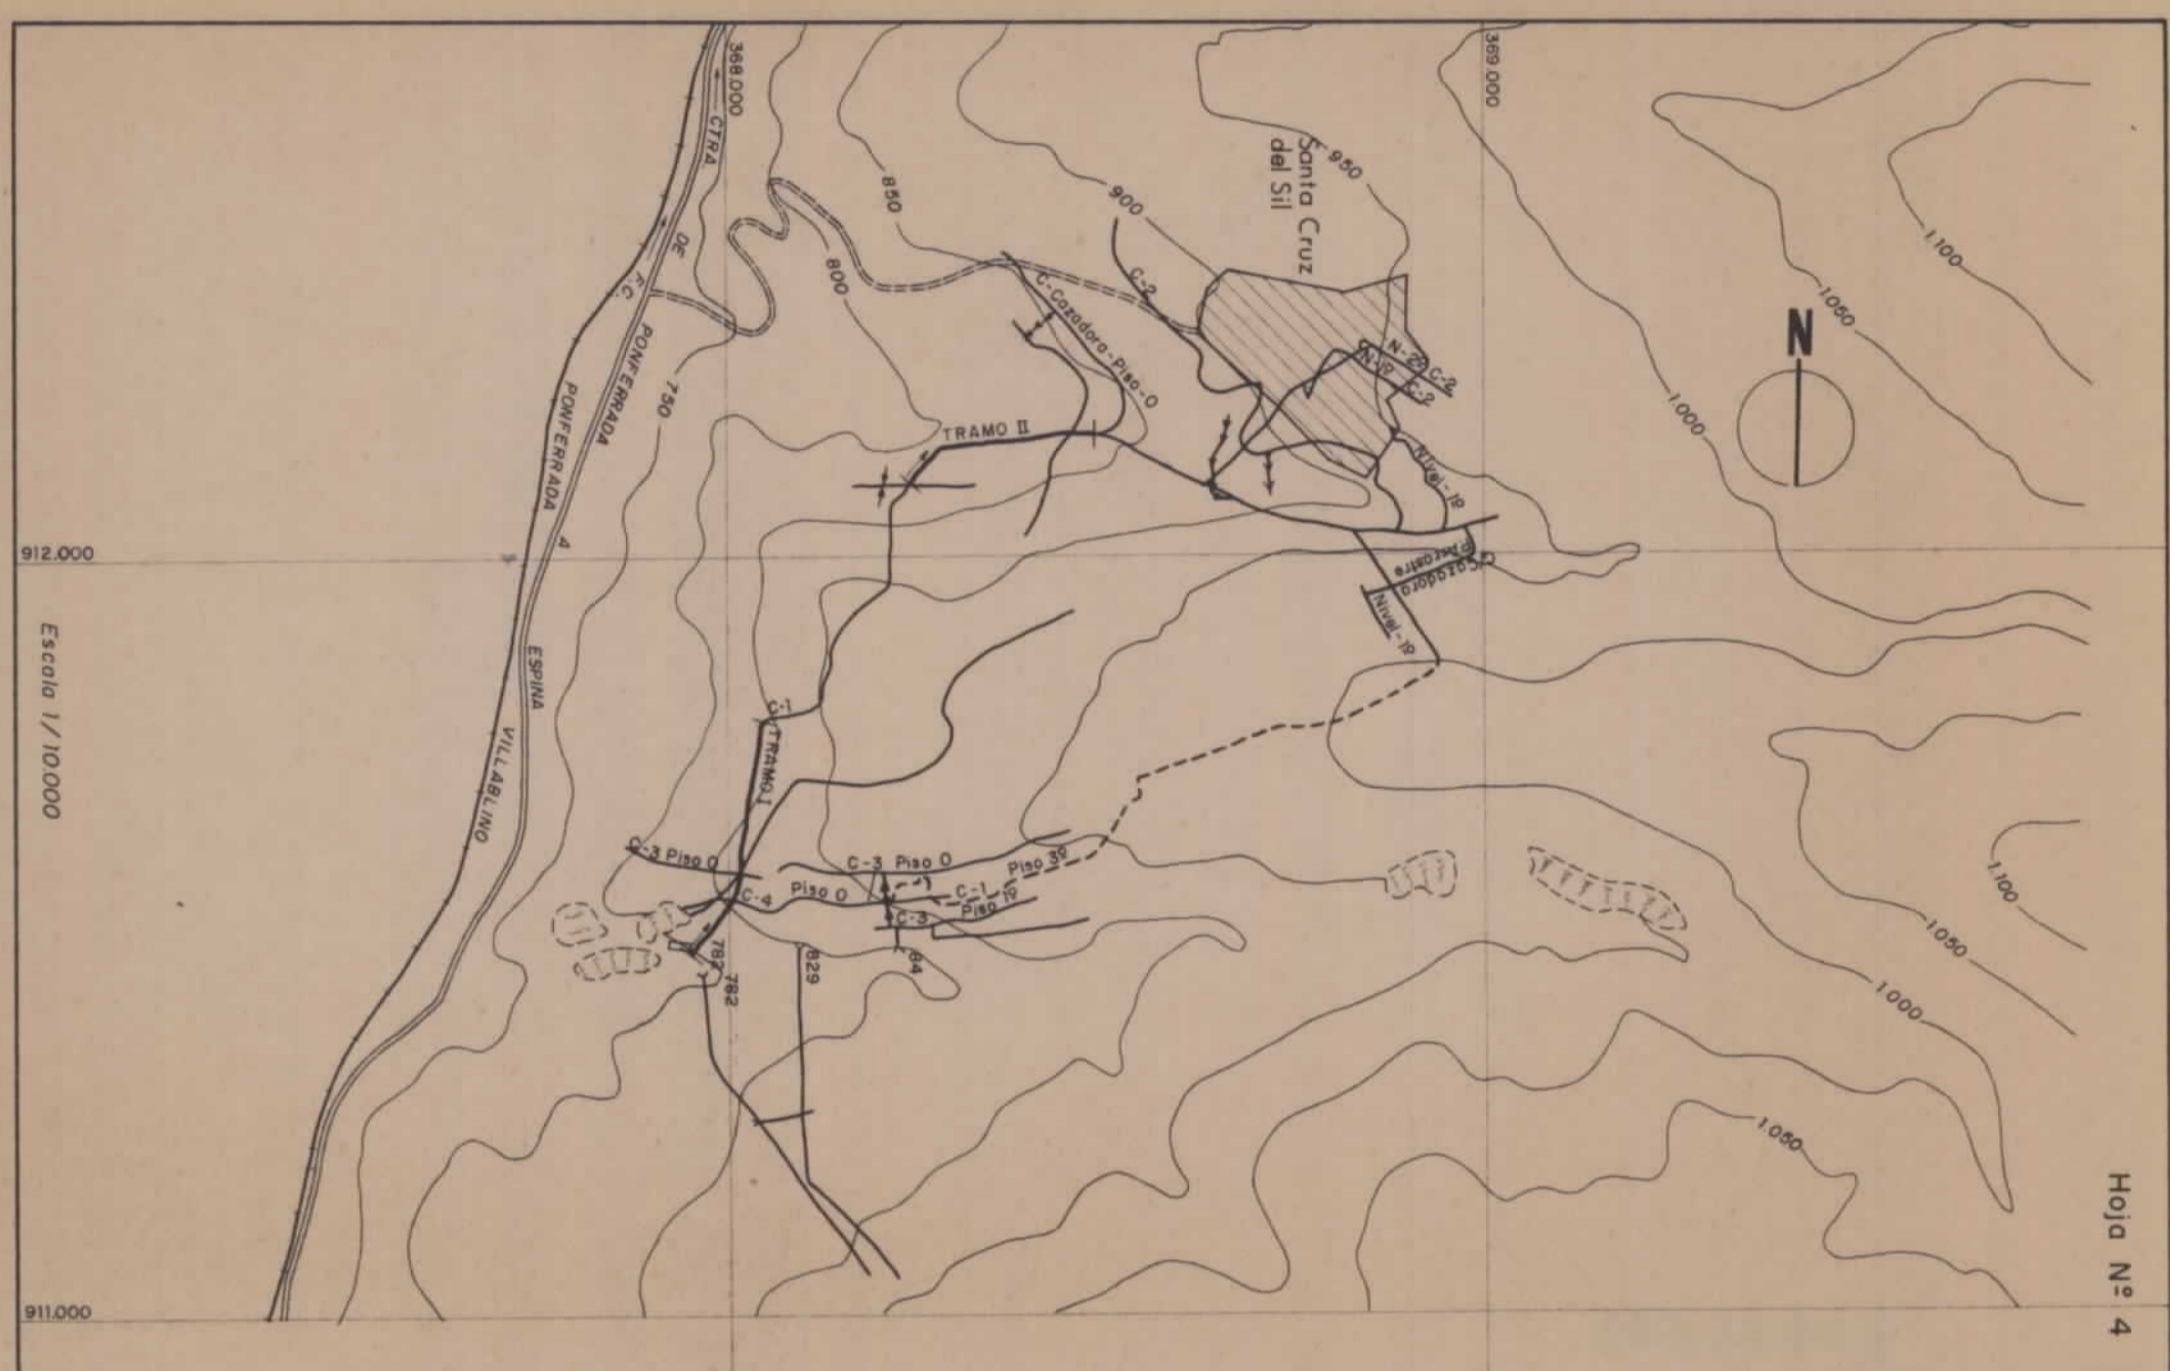 368.000
369.000
CTRA
DE
PONFERRADA
A
ESPINA
F.C.
PONFERRADA
A
VILLABLINO
Santa Cruz
del Sil
950
850
900
800
750
1.100
1.050
1.000
N
C-2
C-Cazadora-Piso-0
N-2º C-2
N-1º C-2
TRAMO II
Nivel-1º
912.000
P. Arrastre
C. Cazadora
Nivel-1º
Escala 1/10.000
C-1
TRAMO I
C-3 Piso 0
C-3 Piso 0
Piso 3º
C-4
Piso 0
C-1
Piso 1º
C-3
782
782
829
84
1.100
1.050
1.000
1.050
911.000
Hoja Nº 4